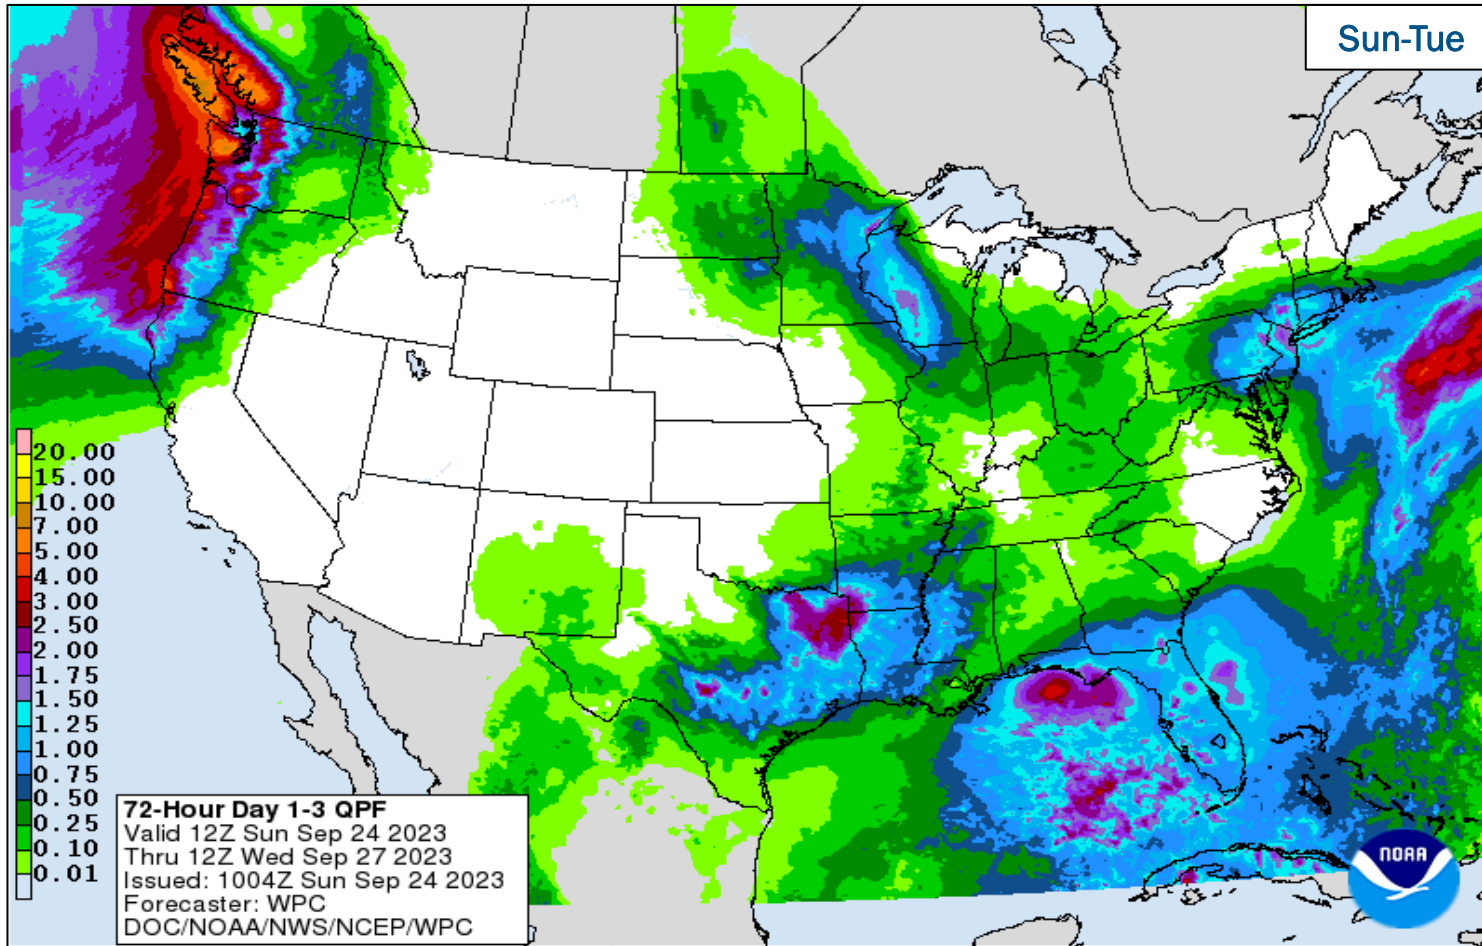 Sun-Tue
20.00
15.00
10.00
7.00
5.00
4.00
3.00
2.50
2.00
1.75
1.50
1.25
1.00
0.75
0.50
0.25
0.10
0.01
72-Hour Day 1-3 QPF
Valid 12Z Sun Sep 24 2023
Thru 12Z Wed Sep 27 2023
Issued: 1004Z Sun Sep 24 2023
Forecaster: WPC
DOC/NOAA/NWS/NCEP/WPC
NOAA